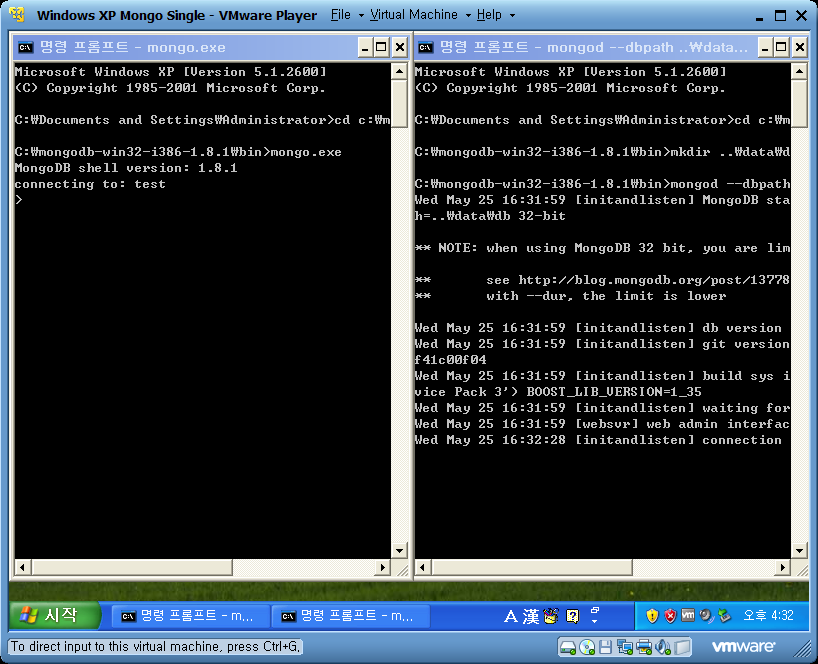 Windows XP Mongo Single - VMware Player File Virtual Machine Help
명령 프롬프트 - mongo.exe
Microsoft Windows XP [Version 5.1.2600]
(C) Copyright 1985-2001 Microsoft Corp.
C:₩Documents and Settings₩Administrator>cd c:₩m
C:₩mongodb-win32-i386-1.8.1₩bin>mongo.exe
MongoDB shell version: 1.8.1
connecting to: test
>
명령 프롬프트 - mongod --dbpath ..₩data...
Microsoft Windows XP [Version 5.1.2600]
(C) Copyright 1985-2001 Microsoft Corp.
C:₩Documents and Settings₩Administrator>cd c:₩m
C:₩mongodb-win32-i386-1.8.1₩bin>mkdir ..₩data₩d
C:₩mongodb-win32-i386-1.8.1₩bin>mongod --dbpath
Wed May 25 16:31:59 [initandlisten] MongoDB sta
h=..₩data₩db 32-bit
** NOTE: when using MongoDB 32 bit, you are lim
** see http://blog.mongodb.org/post/13778
** with --dur, the limit is lower
Wed May 25 16:31:59 [initandlisten] db version
Wed May 25 16:31:59 [initandlisten] git version
f41c00f04
Wed May 25 16:31:59 [initandlisten] build sys i
vice Pack 3') BOOST_LIB_VERSION=1_35
Wed May 25 16:31:59 [initandlisten] waiting for
Wed May 25 16:31:59 [websvr] web admin interfac
Wed May 25 16:32:28 [initandlisten] connection
시작 명령 프롬프트 - m... 명령 프롬프트 - m... A 漢 오후 4:32
To direct input to this virtual machine, press Ctrl+G.
vmware